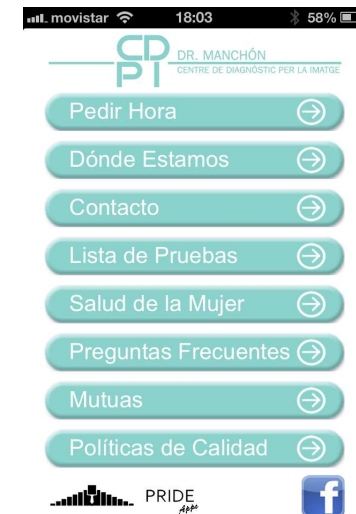 movistar 18:03 58%
CD
PI
DR. MANCHÓN
CENTRE DE DIAGNÒSTIC PER LA IMATGE
Pedir Hora
Dónde Estamos
Contacto
Lista de Pruebas
Salud de la Mujer
Preguntas Frecuentes
Mutuas
Políticas de Calidad
PRIDE
Apps
f